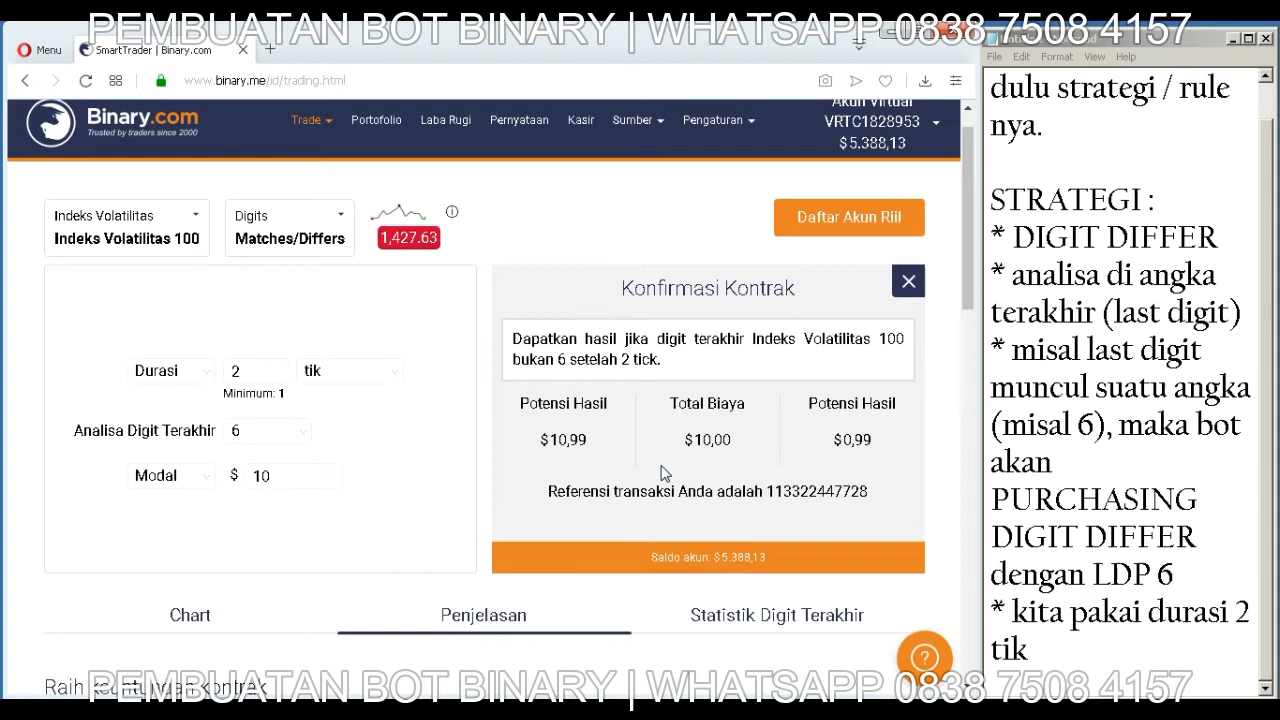 PEMBUATAN BOT BINARY | WHATSAPP 0838 7508 4157
Menu
SmartTrader | Binary.com
www.binary.me/id/trading.html
Binary.com
Trusted by traders since 2000
Trade
Portofolio
Laba Rugi
Pernyataan
Kasir
Sumber
Pengaturan
Akun Virtual
VRTC1828953
$5.388,13
Indeks Volatilitas
Indeks Volatilitas 100
Digits
Matches/Differs
1,427.63
Daftar Akun Riil
Durasi
2
tik
Minimum: 1
Analisa Digit Terakhir
6
Modal
$
10
Konfirmasi Kontrak
Dapatkan hasil jika digit terakhir Indeks Volatilitas 100
bukan 6 setelah 2 tick.
Potensi Hasil
Total Biaya
Potensi Hasil
$10,99
$10,00
$0,99
Referensi transaksi Anda adalah 113322447728
Saldo akun: $5.388,13
Chart
Penjelasan
Statistik Digit Terakhir
Raih keuntungan kontrak
File Edit Format View Help
dulu strategi / rule
nya.
STRATEGI :
* DIGIT DIFFER
* analisa di angka
terakhir (last digit)
* misal last digit
muncul suatu angka
(misal 6), maka bot
akan
PURCHASING
DIGIT DIFFER
dengan LDP 6
* kita pakai durasi 2
tik
PEMBUATAN BOT BINARY | WHATSAPP 0838 7508 4157